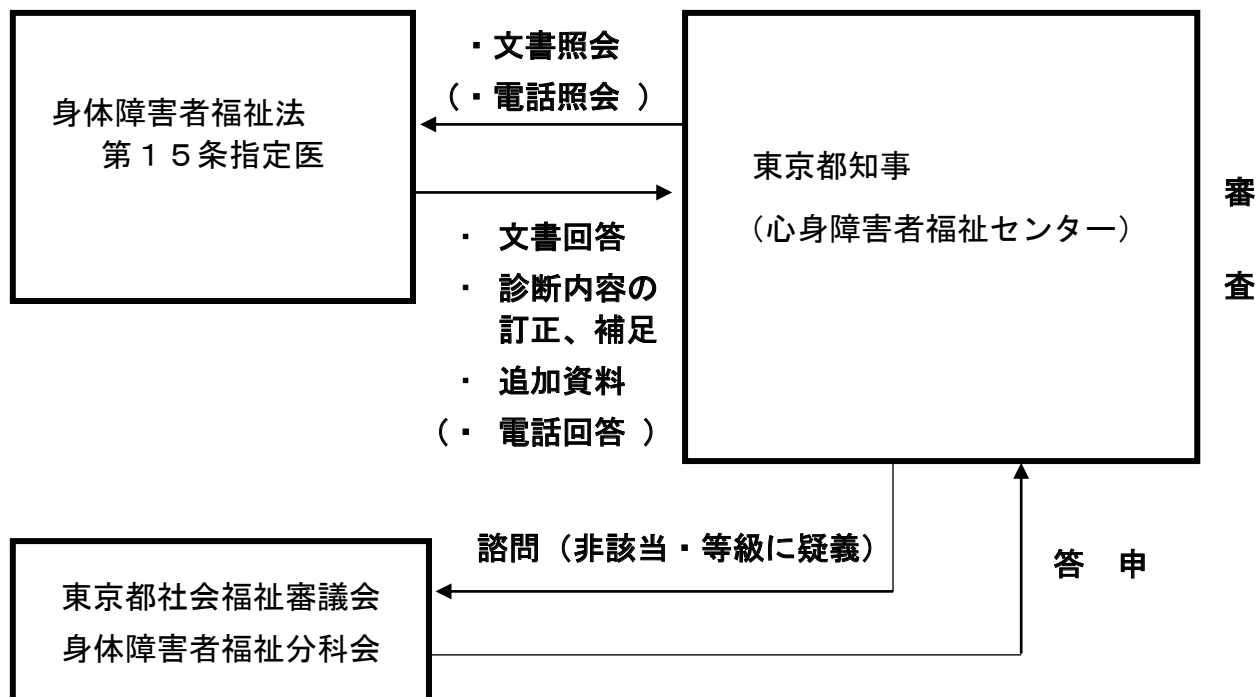 ・文書照会
（・電話照会 ）
身体障害者福祉法
第１５条指定医
東京都知事
（心身障害者福祉センター）
審
査
・ 文書回答
・ 診断内容の
訂正、補足
・ 追加資料
（・ 電話回答 ）
諮問（非該当・等級に疑義）
答　申
東京都社会福祉審議会
身体障害者福祉分科会